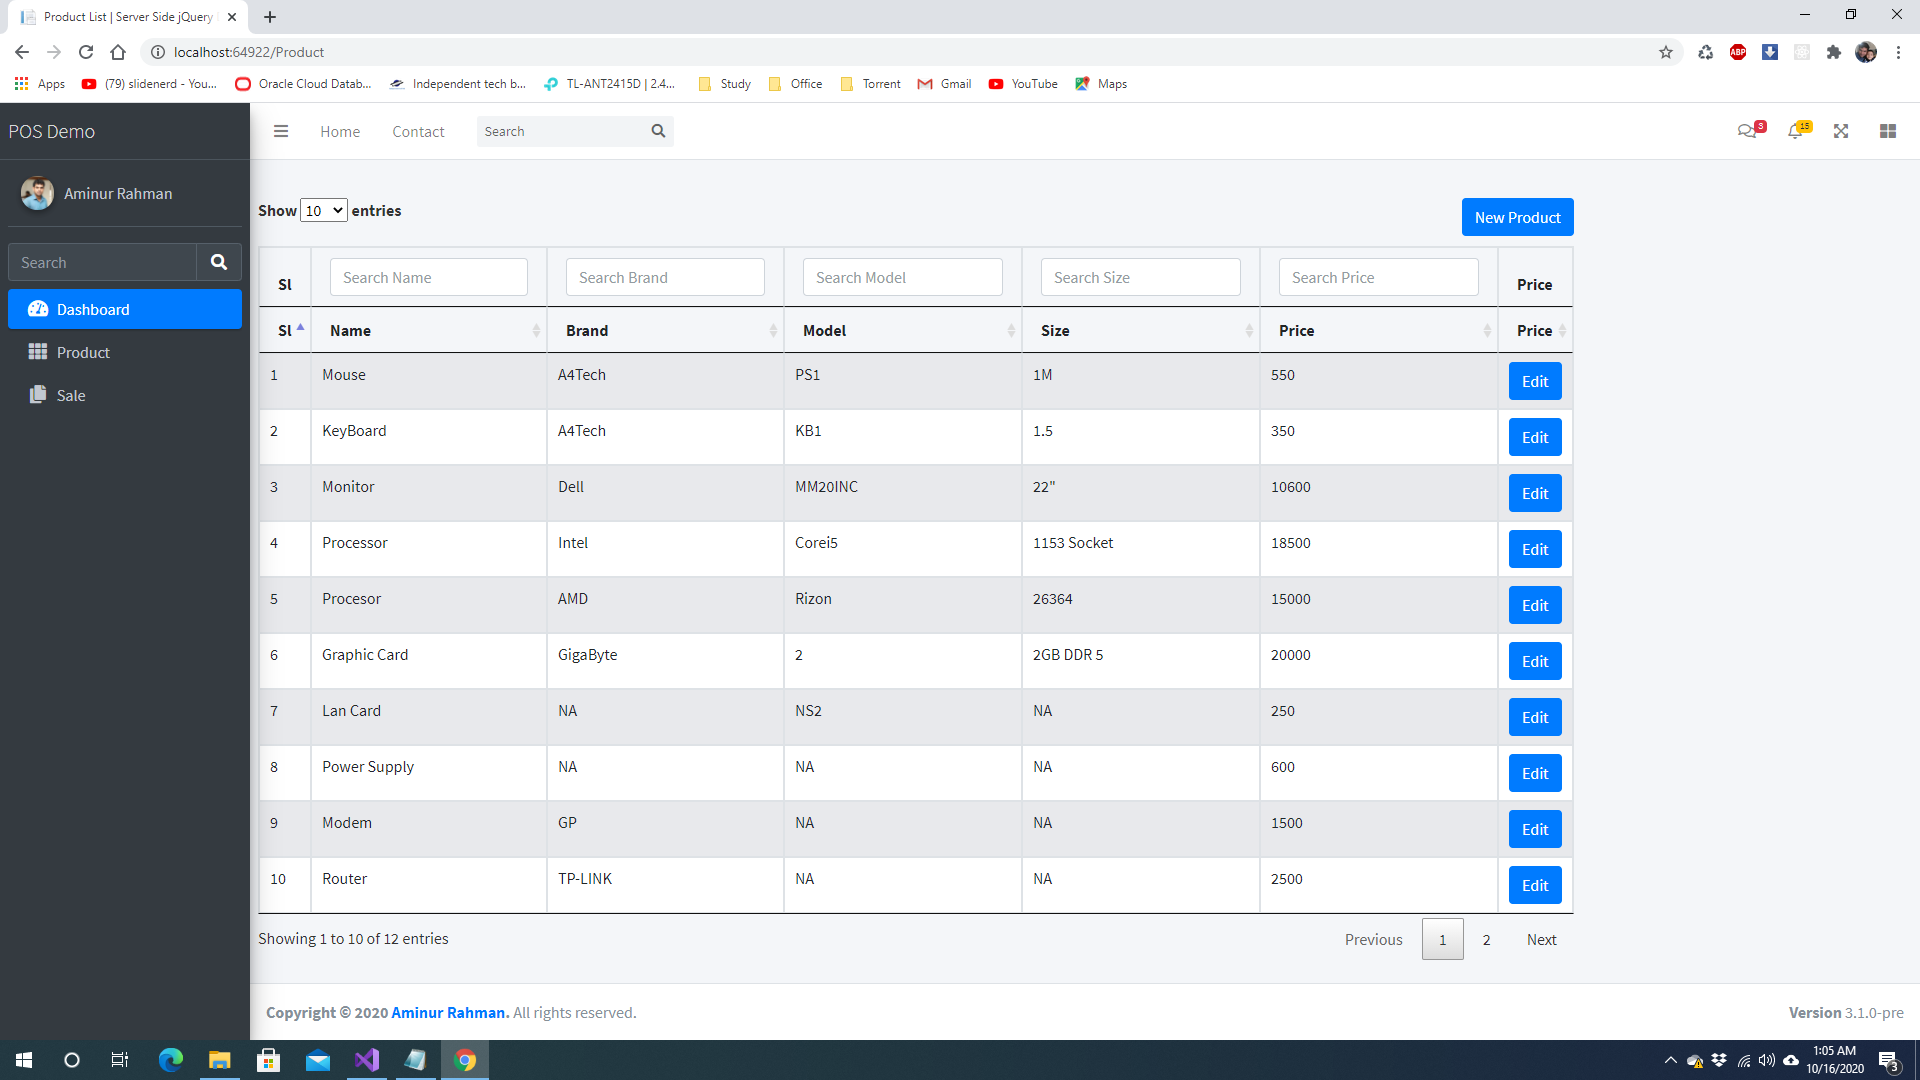 Product List | Server Side jQuery
localhost:64922/Product
ABP
Apps (79) slidenerd - You... Oracle Cloud Datab... Independent tech b... TL-ANT2415D | 2.4... Study Office Torrent Gmail YouTube Maps
POS Demo
Home Contact Search 3 15
Aminur Rahman
Search
Dashboard
Product
Sale
Show 10 entries New Product
Sl Search Name Search Brand Search Model Search Size Search Price Price
Sl Name Brand Model Size Price Price
1 Mouse A4Tech PS1 1M 550 Edit
2 KeyBoard A4Tech KB1 1.5 350 Edit
3 Monitor Dell MM20INC 22" 10600 Edit
4 Processor Intel Corei5 1153 Socket 18500 Edit
5 Procesor AMD Rizon 26364 15000 Edit
6 Graphic Card GigaByte 2 2GB DDR 5 20000 Edit
7 Lan Card NA NS2 NA 250 Edit
8 Power Supply NA NA NA 600 Edit
9 Modem GP NA NA 1500 Edit
10 Router TP-LINK NA NA 2500 Edit
Showing 1 to 10 of 12 entries Previous 1 2 Next
Copyright © 2020 Aminur Rahman. All rights reserved. Version 3.1.0-pre
1:05 AM
10/16/2020
3